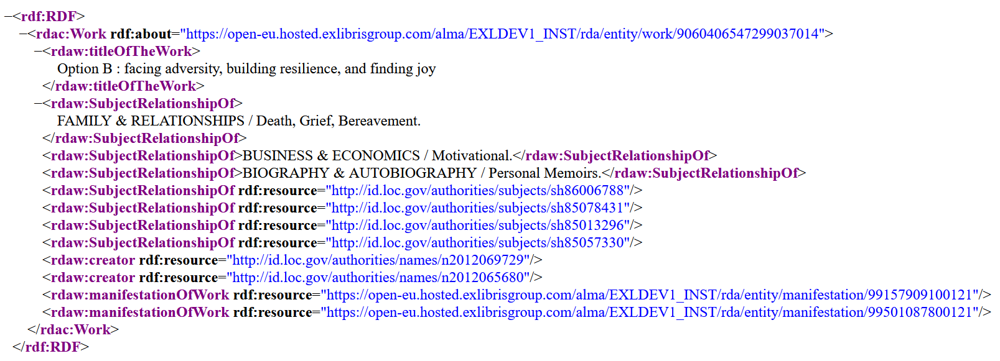 –<rdf:RDF>
–<rdac:Work rdf:about="https://open-eu.hosted.exlibrisgroup.com/alma/EXLDEV1_INST/rda/entity/work/9060406547299037014">
–<rdaw:titleOfTheWork>
Option B : facing adversity, building resilience, and finding joy
</rdaw:titleOfTheWork>
–<rdaw:SubjectRelationshipOf>
FAMILY & RELATIONSHIPS / Death, Grief, Bereavement.
</rdaw:SubjectRelationshipOf>
<rdaw:SubjectRelationshipOf>BUSINESS & ECONOMICS / Motivational.</rdaw:SubjectRelationshipOf>
<rdaw:SubjectRelationshipOf>BIOGRAPHY & AUTOBIOGRAPHY / Personal Memoirs.</rdaw:SubjectRelationshipOf>
<rdaw:SubjectRelationshipOf rdf:resource="http://id.loc.gov/authorities/subjects/sh86006788"/>
<rdaw:SubjectRelationshipOf rdf:resource="http://id.loc.gov/authorities/subjects/sh85078431"/>
<rdaw:SubjectRelationshipOf rdf:resource="http://id.loc.gov/authorities/subjects/sh85013296"/>
<rdaw:SubjectRelationshipOf rdf:resource="http://id.loc.gov/authorities/subjects/sh85057330"/>
<rdaw:creator rdf:resource="http://id.loc.gov/authorities/names/n2012069729"/>
<rdaw:creator rdf:resource="http://id.loc.gov/authorities/names/n2012065680"/>
<rdaw:manifestationOfWork rdf:resource="https://open-eu.hosted.exlibrisgroup.com/alma/EXLDEV1_INST/rda/entity/manifestation/99157909100121"/>
<rdaw:manifestationOfWork rdf:resource="https://open-eu.hosted.exlibrisgroup.com/alma/EXLDEV1_INST/rda/entity/manifestation/99501087800121"/>
</rdac:Work>
</rdf:RDF>